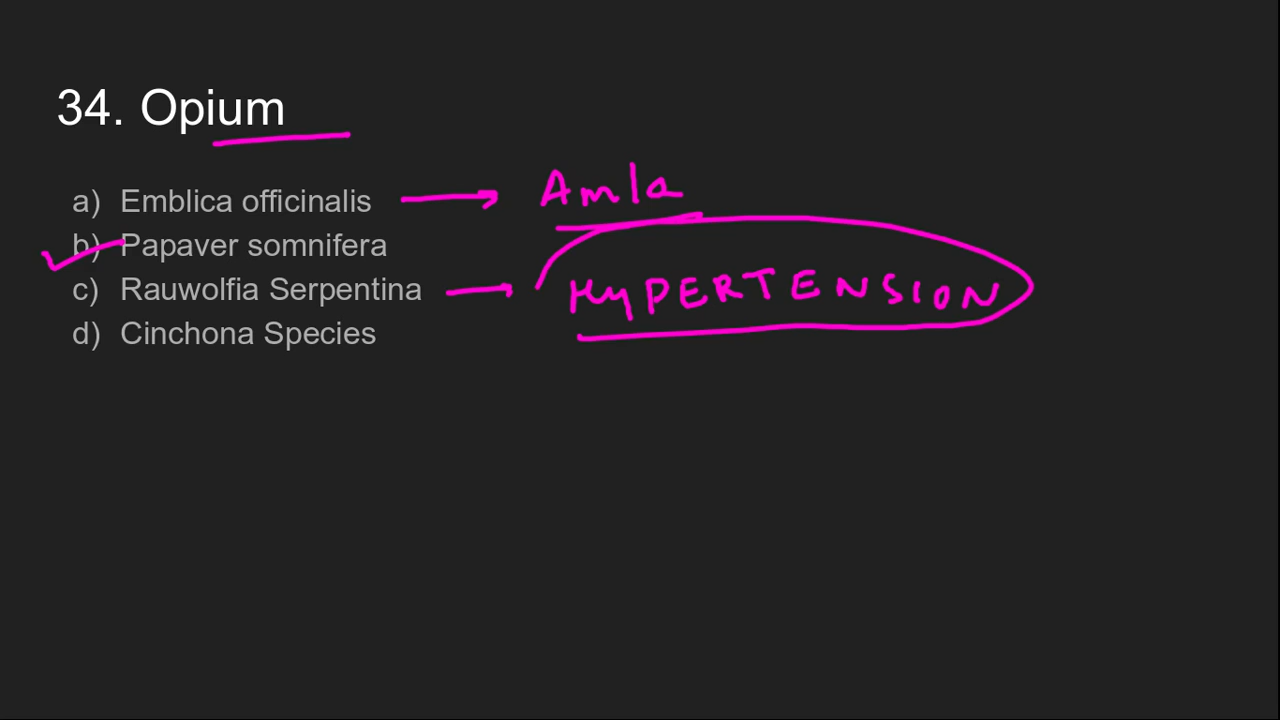 34. Opium
a) Emblica officinalis → Amla
b) Papaver somnifera
c) Rauwolfia Serpentina → HyPERTENSION
d) Cinchona Species